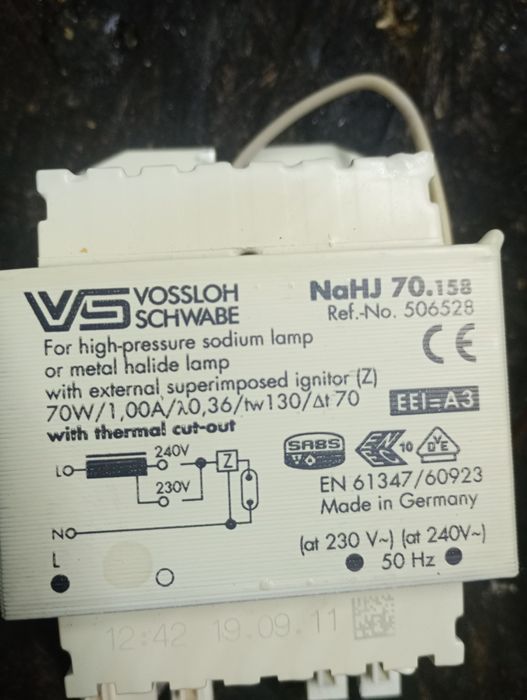 VS VOSSLOH SCHWABE
NaHJ 70.158
Ref.-No. 506528
For high-pressure sodium lamp
or metal halide lamp
with external superimposed ignitor (Z)
70W/1,00A/λ0,36/tw130/Δt 70
with thermal cut-out
CE
EEI=A3
SABS
ENEC 10
VDE
240V
L
Z
230V
N
EN 61347/60923
Made in Germany
(at 230 V~) (at 240V~)
50 Hz
L
12:42 19.09.11